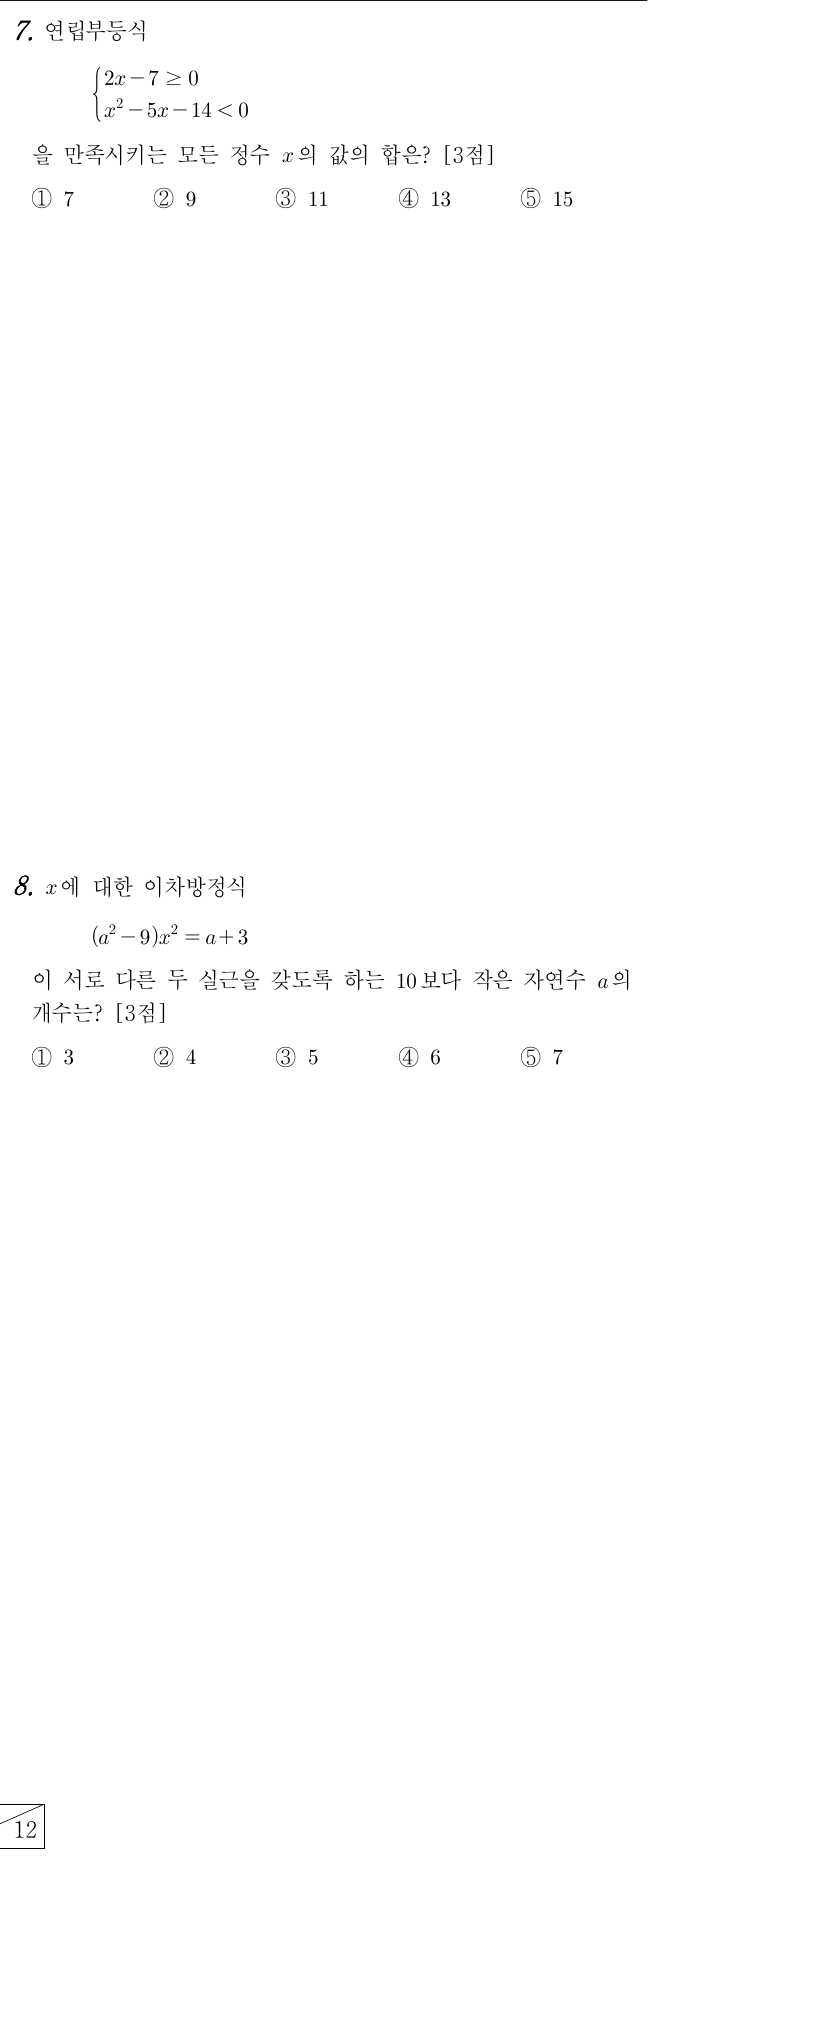 7. 연립부등식
{2x-7 ≥ 0
x²-5x-14 < 0
을 만족시키는 모든 정수 x의 값의 합은? [3점]
① 7 ② 9 ③ 11 ④ 13 ⑤ 15
8. x에 대한 이차방정식
(a²-9)x² = a+3
이 서로 다른 두 실근을 갖도록 하는 10보다 작은 자연수 a의
개수는? [3점]
① 3 ② 4 ③ 5 ④ 6 ⑤ 7
12